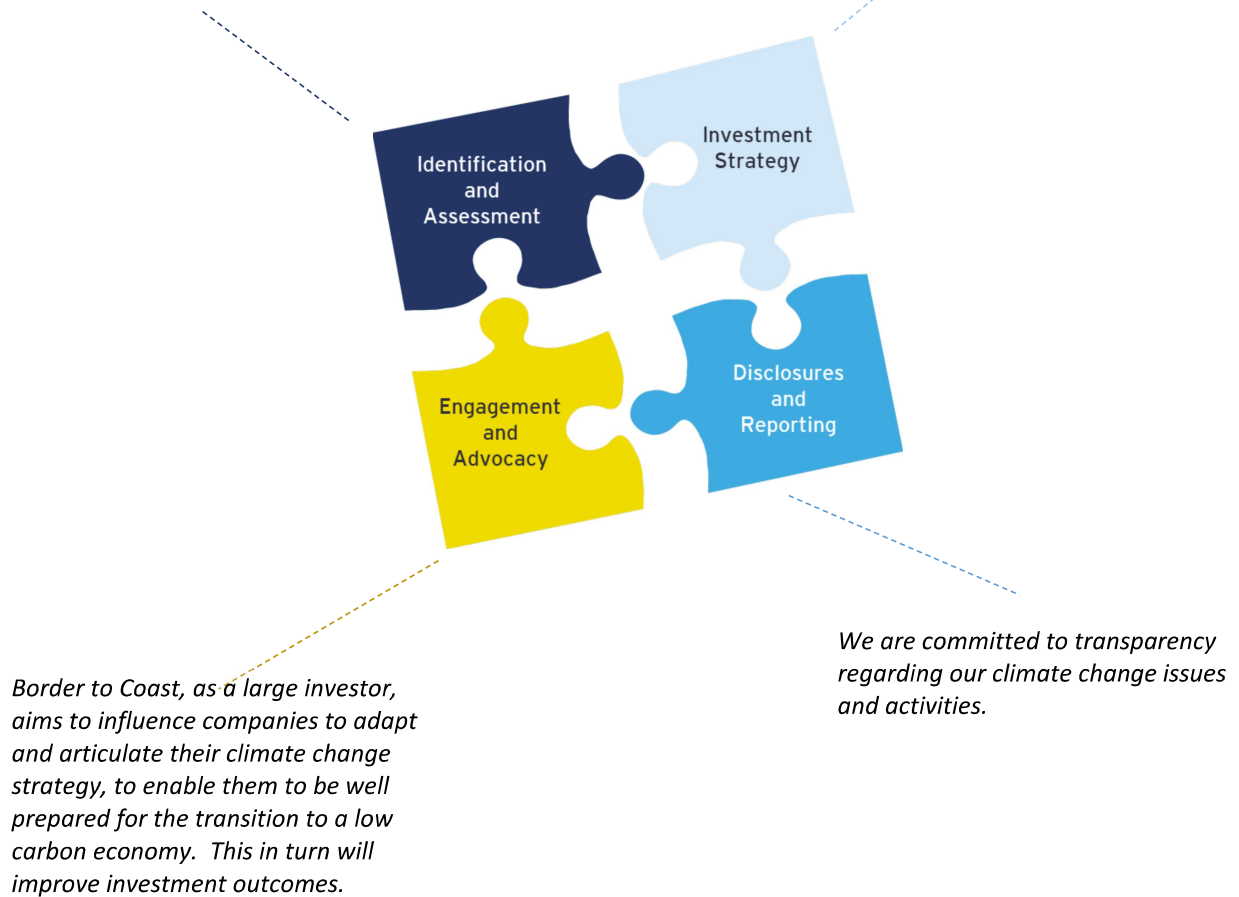 Identification
and
Assessment
Investment
Strategy
Engagement
and
Advocacy
Disclosures
and
Reporting
We are committed to transparency
regarding our climate change issues
and activities.
Border to Coast, as a large investor,
aims to influence companies to adapt
and articulate their climate change
strategy, to enable them to be well
prepared for the transition to a low
carbon economy.  This in turn will
improve investment outcomes.